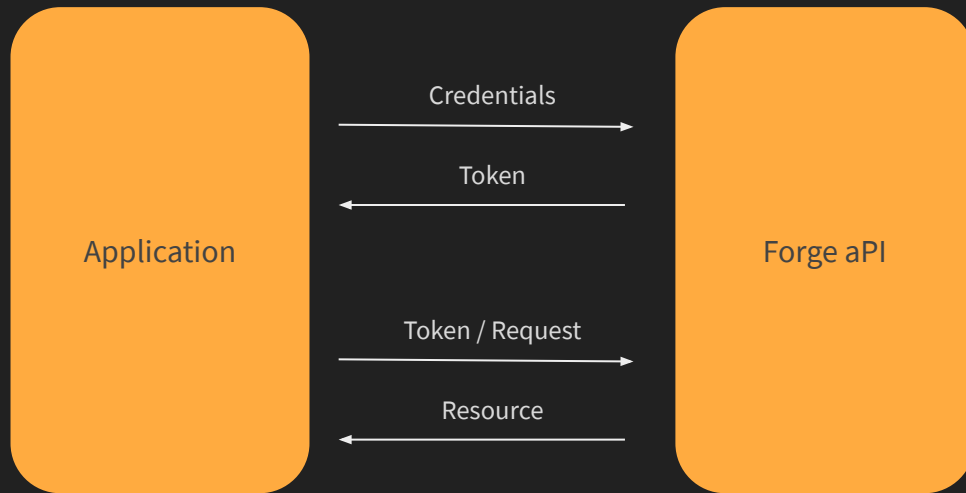 Credentials
Token
Application
Forge aPI
Token / Request
Resource